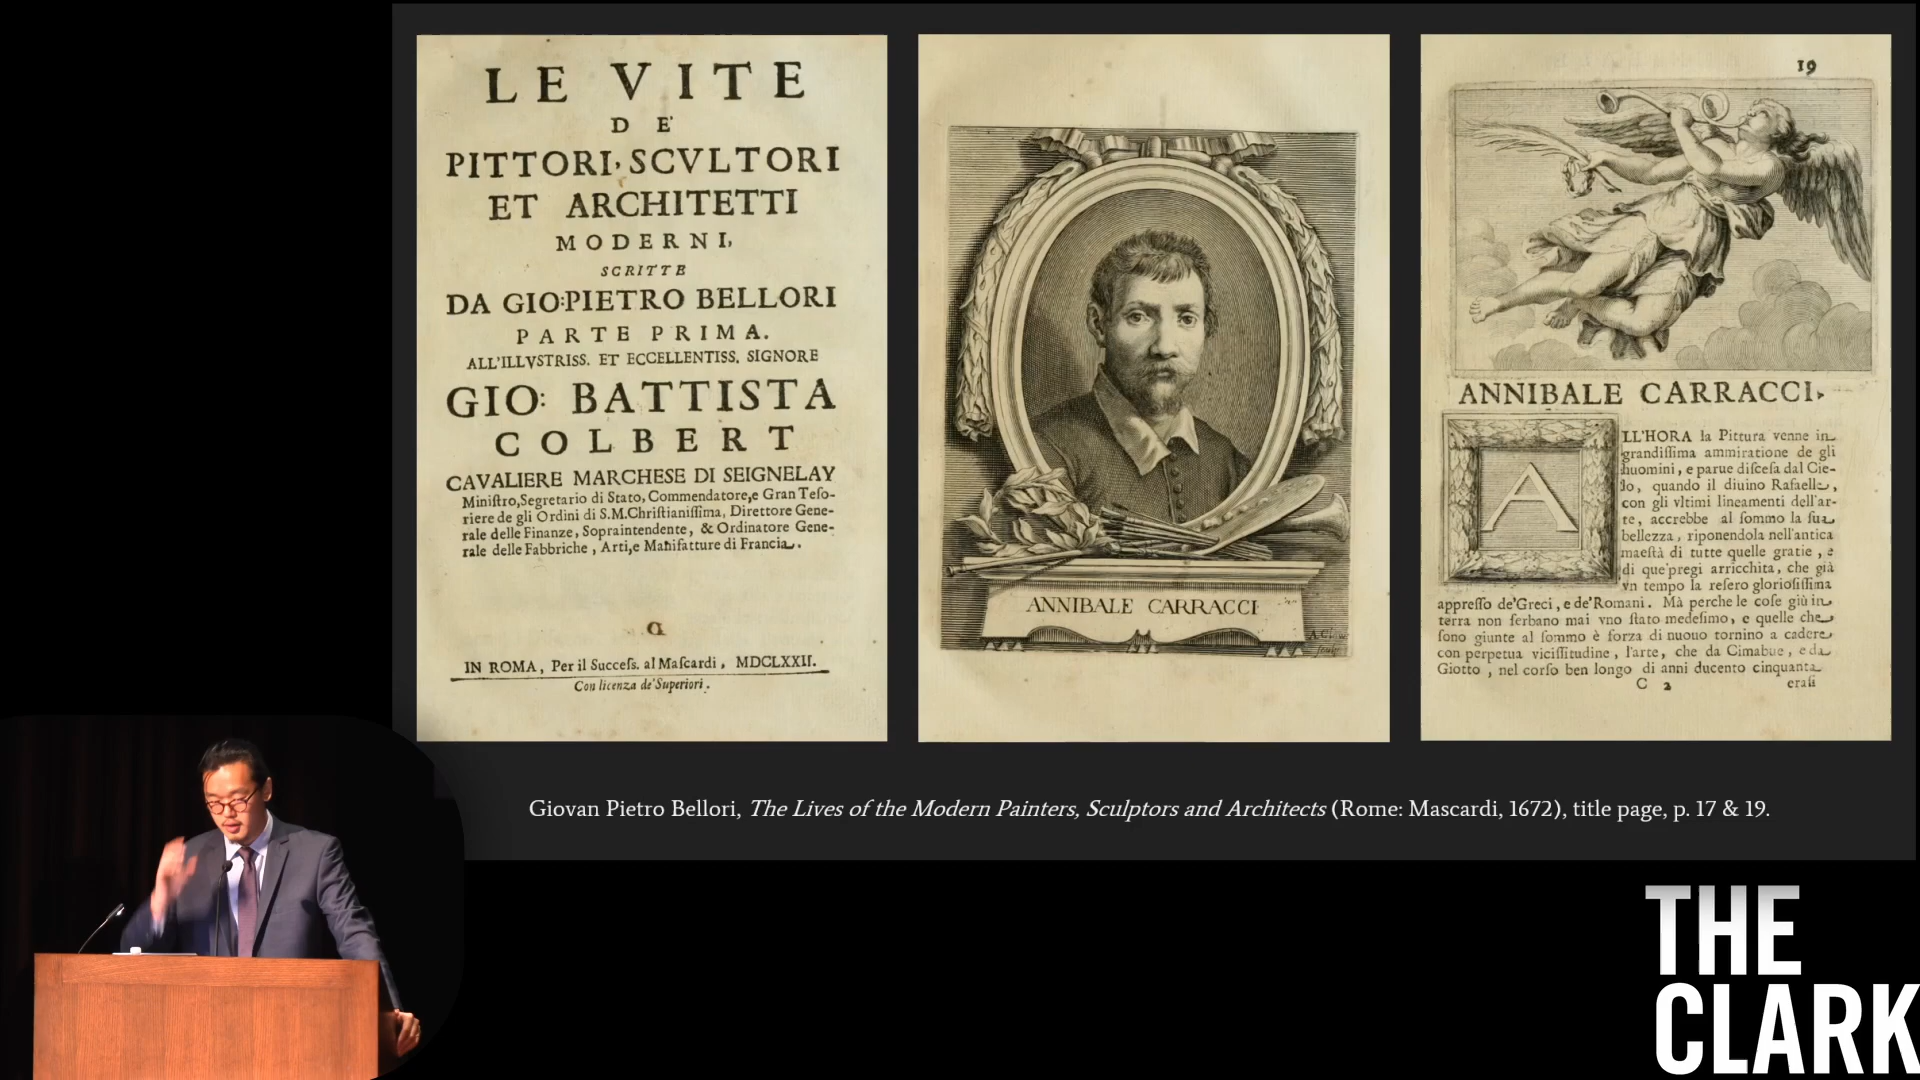 LE VITE
DE'
PITTORI, SCVLTORI
ET ARCHITETTI
MODERNI,
SCRITTE
DA GIO: PIETRO BELLORI
PARTE PRIMA.
ALL'ILLVSTRISS. ET ECCELLENTISS. SIGNORE
GIO: BATTISTA
COLBERT
CAVALIERE MARCHESE DI SEIGNELAY
Miniſtro, Segretario di Stato, Commendatore, e Gran Teſo-
riere de gli Ordini di S.M.Chriſtianiſſima, Direttore Gene-
rale delle Finanze, Sopraintendente, & Ordinatore Gene-
rale delle Fabbriche, Arti, e Manifatture di Francia.
IN ROMA, Per il Succeſs. al Maſcardi, MDCLXXII.
Con licenza de' Superiori.
ANNIBALE CARRACCI
19
ANNIBALE CARRACCI.
ALL'HORA la Pittura venne in
grandiſſima ammiratione de gli
huomini, e parue diſceſa dal Cie-
lo, quando il diuino Rafaelle,
con gli vltimi lineamenti dell'ar-
te, accrebbe al ſommo la ſua
bellezza, riponendola nell'antica
maeſtà di tutte quelle gratie, e
di que' pregi arricchita, che già
vn tempo la reſero glorioſiſſima
appreſſo de' Greci, e de' Romani. Mà perche le coſe giù in
terra non ſerbano mai vno ſtato medeſimo, e quelle che
ſono giunte al ſommo è forza di nuouo tornino a cadere
con perpetua viciſſitudine, l'arte, che da Cimabue, e da
Giotto, nel corſo ben longo di anni ducento cinquanta
C 2 eraſi
Giovan Pietro Bellori, The Lives of the Modern Painters, Sculptors and Architects (Rome: Mascardi, 1672), title page, p. 17 & 19.
THE
CLARK